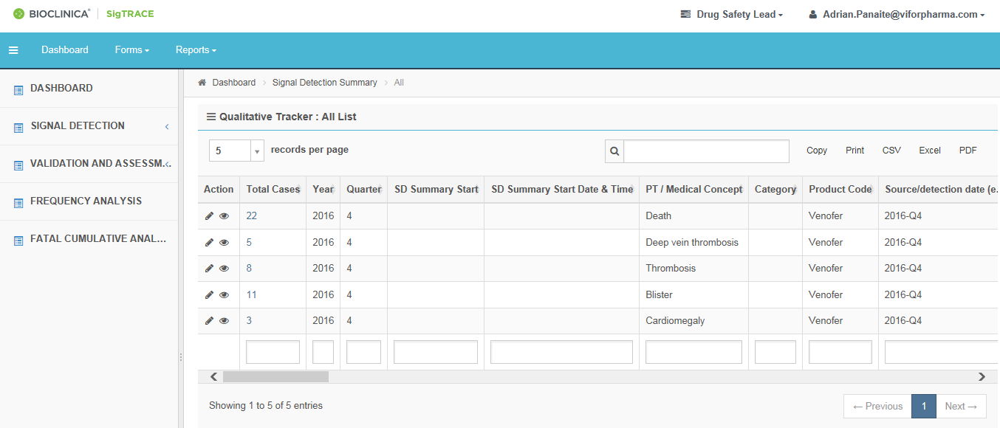 BIOCLINICA® SigTRACE Drug Safety Lead Adrian.Panaite@viforpharma.com
Dashboard Forms Reports
DASHBOARD
SIGNAL DETECTION
VALIDATION AND ASSESSM...
FREQUENCY ANALYSIS
FATAL CUMULATIVE ANAL...
Dashboard > Signal Detection Summary > All
Qualitative Tracker : All List
5 records per page Copy Print CSV Excel PDF
Action Total Cases Year Quarter SD Summary Start SD Summary Start Date & Time PT / Medical Concept Category Product Code Source/detection date (e.
22 2016 4 Death Venofer 2016-Q4
5 2016 4 Deep vein thrombosis Venofer 2016-Q4
8 2016 4 Thrombosis Venofer 2016-Q4
11 2016 4 Blister Venofer 2016-Q4
3 2016 4 Cardiomegaly Venofer 2016-Q4
Showing 1 to 5 of 5 entries ← Previous 1 Next →